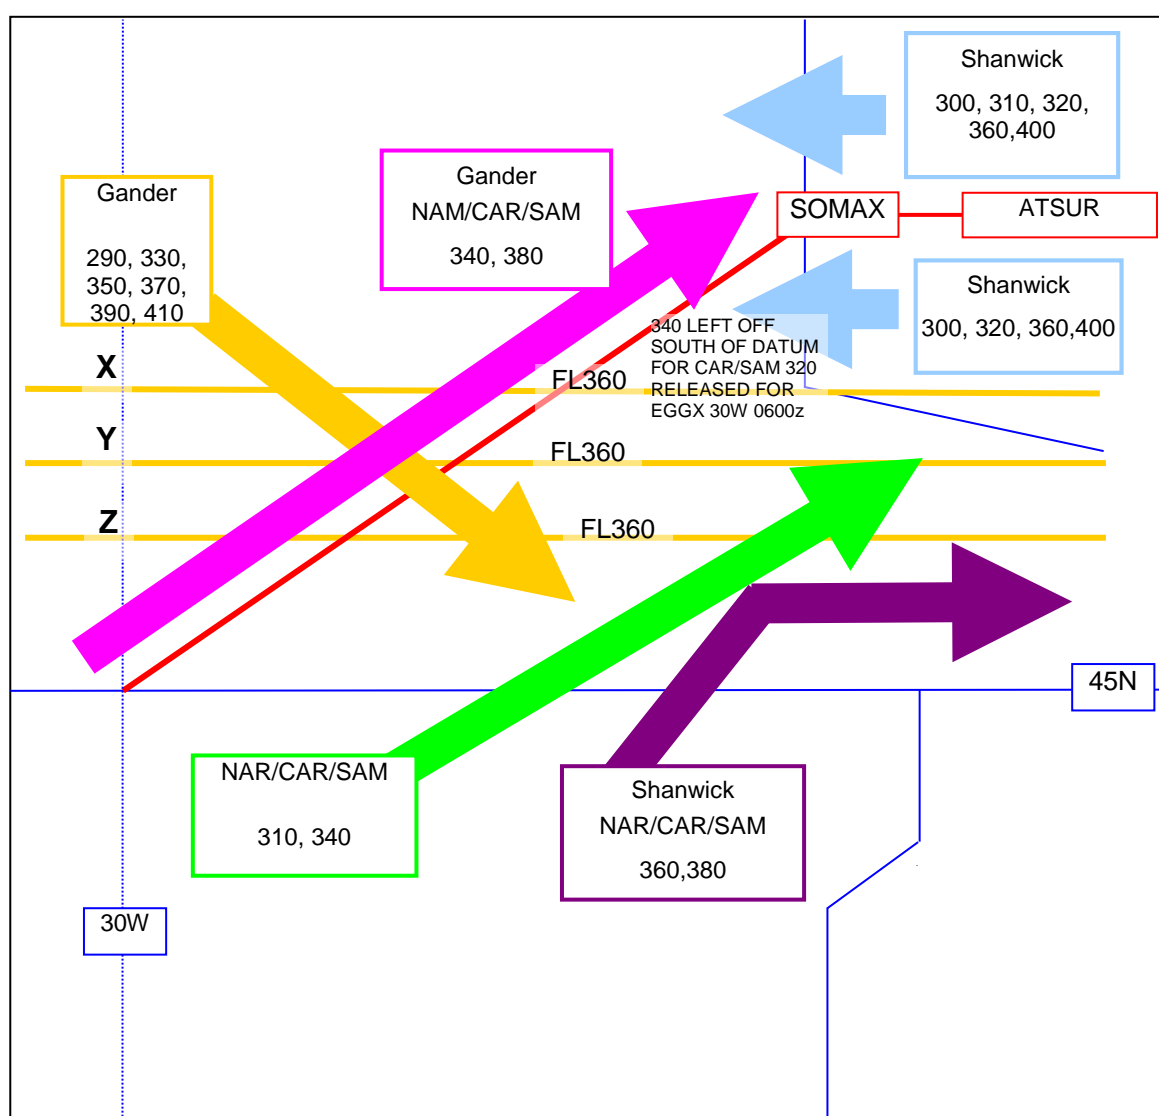 Shanwick
300, 310, 320,
360,400
Gander
NAM/CAR/SAM
340, 380
Gander
290, 330,
350, 370,
390, 410
SOMAX
ATSUR
Shanwick
300, 320, 360,400
340 LEFT OFF
SOUTH OF DATUM
FOR CAR/SAM 320
RELEASED FOR
EGGX 30W 0600z
X
FL360
Y
FL360
Z
FL360
45N
NAR/CAR/SAM
310, 340
Shanwick
NAR/CAR/SAM
360,380
30W